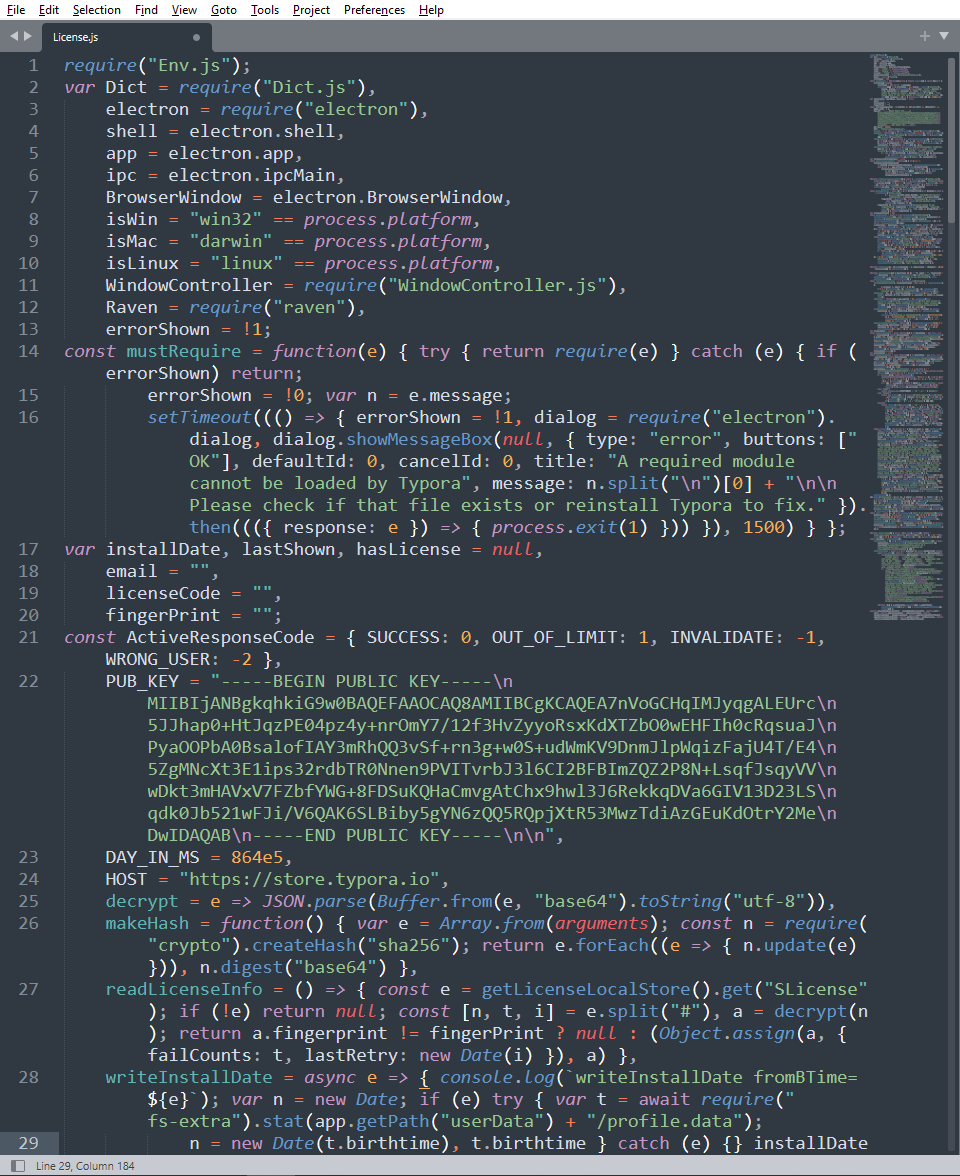 File Edit Selection Find View Goto Tools Project Preferences Help
License.js
1 require("Env.js");
2 var Dict = require("Dict.js"),
3 electron = require("electron"),
4 shell = electron.shell,
5 app = electron.app,
6 ipc = electron.ipcMain,
7 BrowserWindow = electron.BrowserWindow,
8 isWin = "win32" == process.platform,
9 isMac = "darwin" == process.platform,
10 isLinux = "linux" == process.platform,
11 WindowController = require("WindowController.js"),
12 Raven = require("raven"),
13 errorShown = !1;
14 const mustRequire = function(e) { try { return require(e) } catch (e) { if (
errorShown) return;
15 errorShown = !0; var n = e.message;
16 setTimeout((() => { errorShown = !1, dialog = require("electron").
dialog, dialog.showMessageBox(null, { type: "error", buttons: ["
OK"], defaultId: 0, cancelId: 0, title: "A required module
cannot be loaded by Typora", message: n.split("\n")[0] + "\n\n
Please check if that file exists or reinstall Typora to fix." }).
then((({ response: e }) => { process.exit(1) })) }), 1500) } };
17 var installDate, lastShown, hasLicense = null,
18 email = "",
19 licenseCode = "",
20 fingerPrint = "";
21 const ActiveResponseCode = { SUCCESS: 0, OUT_OF_LIMIT: 1, INVALIDATE: -1,
WRONG_USER: -2 },
22 PUB_KEY = "-----BEGIN PUBLIC KEY-----\n
MIIBIjANBgkqhkiG9w0BAQEFAAOCAQ8AMIIBCgKCAQEA7nVoGCHqIMJyqgALEUrc\n
5JJhap0+HtJqzPE04pz4y+nrOmY7/12f3HvZyyoRsxKdXTZbO0wEHFIh0cRqsuaJ\n
PyaOOPbA0BsalofIAY3mRhQQ3vSf+rn3g+w0S+udWmKV9DnmJlpWqizFajU4T/E4\n
5ZgMNcXt3E1ips32rdbTR0Nnen9PVITvrbJ3l6CI2BFBImZQZ2P8N+LsqfJsqyVV\n
wDkt3mHAVxV7FZbfYWG+8FDSuKQHaCmvgAtChx9hwl3J6RekkqDVa6GIV13D23LS\n
qdk0Jb521wFJi/V6QAK6SLBiby5gYN6zQQ5RQpjXtR53MwzTdiAzGEuKdOtrY2Me\n
DwIDAQAB\n-----END PUBLIC KEY-----\n\n",
23 DAY_IN_MS = 864e5,
24 HOST = "https://store.typora.io",
25 decrypt = e => JSON.parse(Buffer.from(e, "base64").toString("utf-8")),
26 makeHash = function() { var e = Array.from(arguments); const n = require(
"crypto").createHash("sha256"); return e.forEach((e => { n.update(e)
})), n.digest("base64") },
27 readLicenseInfo = () => { const e = getLicenseLocalStore().get("SLicense"
); if (!e) return null; const [n, t, i] = e.split("#"), a = decrypt(n
); return a.fingerprint != fingerPrint ? null : (Object.assign(a, {
failCounts: t, lastRetry: new Date(i) }), a) },
28 writeInstallDate = async e => { console.log(`writeInstallDate fromBTime=
${e}`); var n = new Date; if (e) try { var t = await require("
fs-extra").stat(app.getPath("userData") + "/profile.data");
29 n = new Date(t.birthtime), t.birthtime } catch (e) {} installDate
Line 29, Column 184